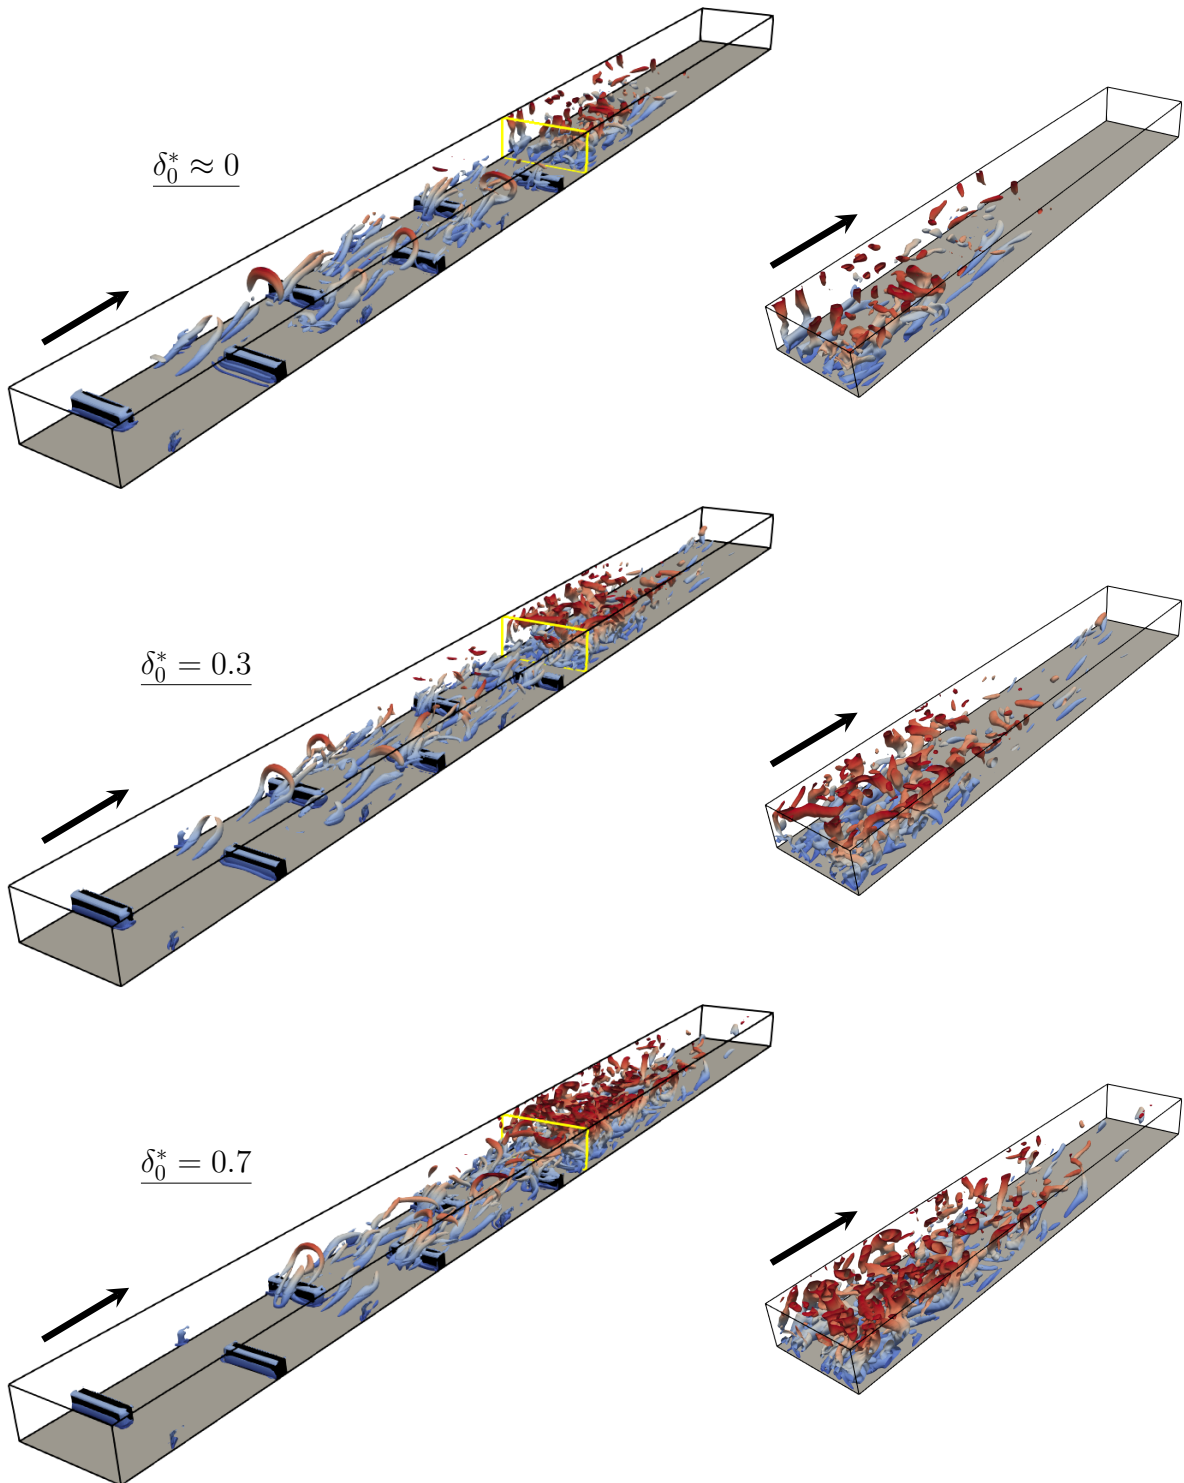 δ₀* ≈ 0
δ₀* = 0.3
δ₀* = 0.7